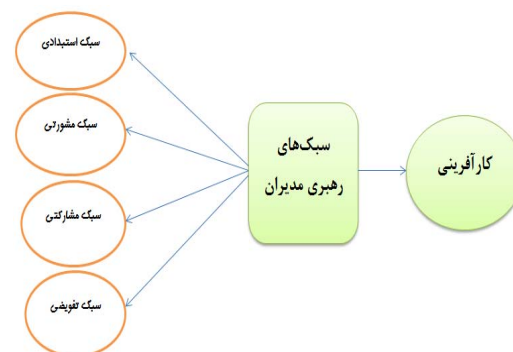 سبک استبدادی
سبک مشورتی
سبک مشارکتی
سبک تفویضی
سبک‌های
رهبری مدیران
کارآفرینی